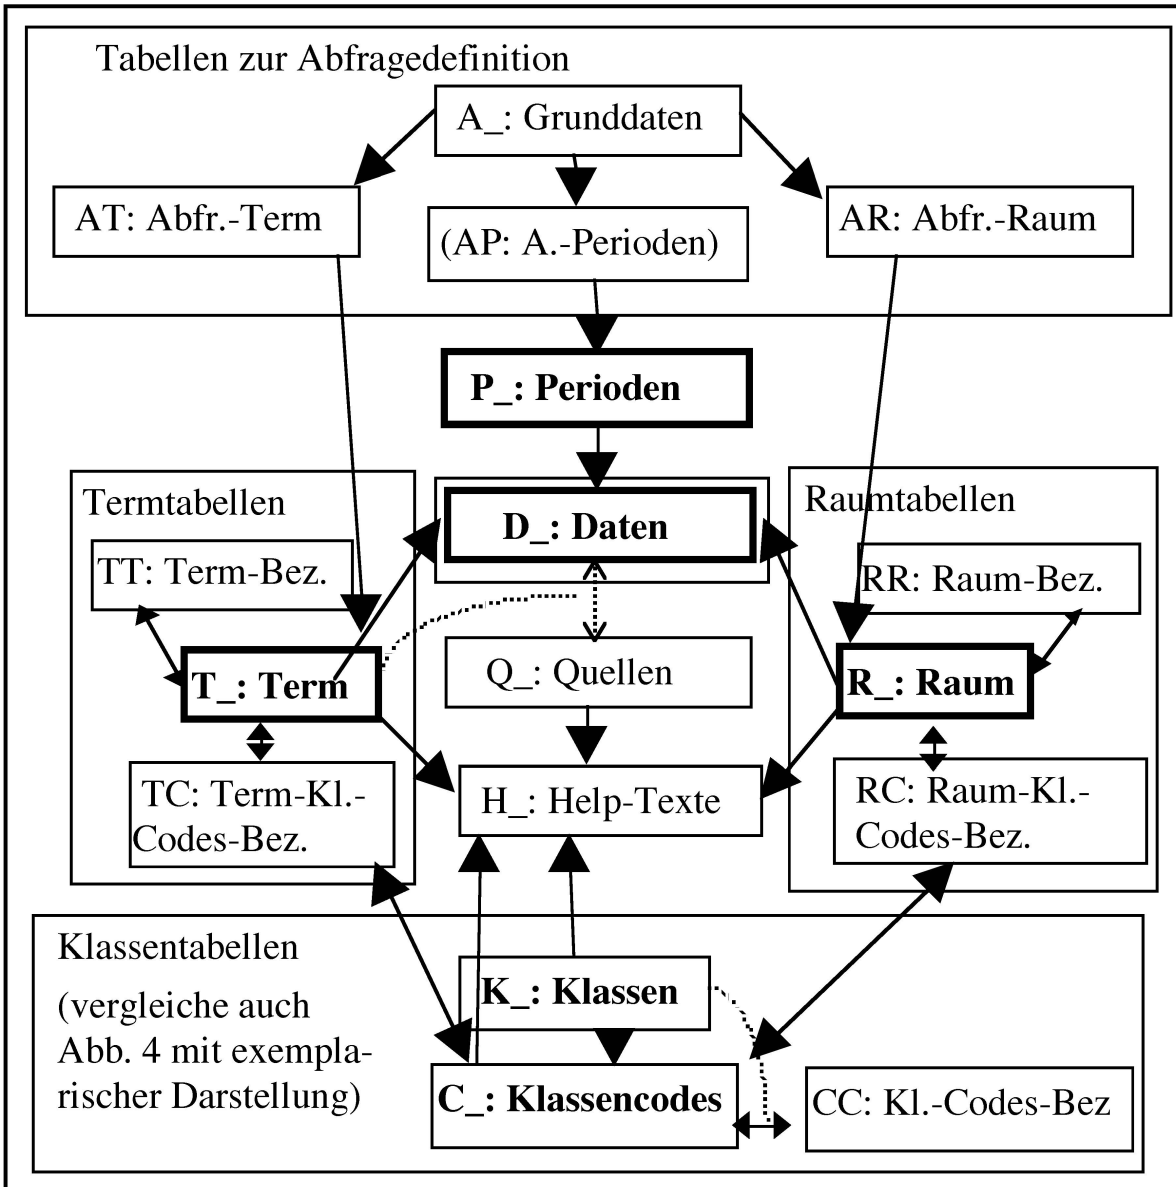 Tabellen zur Abfragedefinition
A_: Grunddaten
AT: Abfr.-Term
(AP: A.-Perioden)
AR: Abfr.-Raum
P_: Perioden
Termtabellen
D_: Daten
Raumtabellen
TT: Term-Bez.
RR: Raum-Bez.
T_: Term
Q_: Quellen
R_: Raum
TC: Term-Kl.-
Codes-Bez.
H_: Help-Texte
RC: Raum-Kl.-
Codes-Bez.
Klassentabellen
(vergleiche auch
Abb. 4 mit exempla-
rischer Darstellung)
K_: Klassen
C_: Klassencodes
CC: Kl.-Codes-Bez